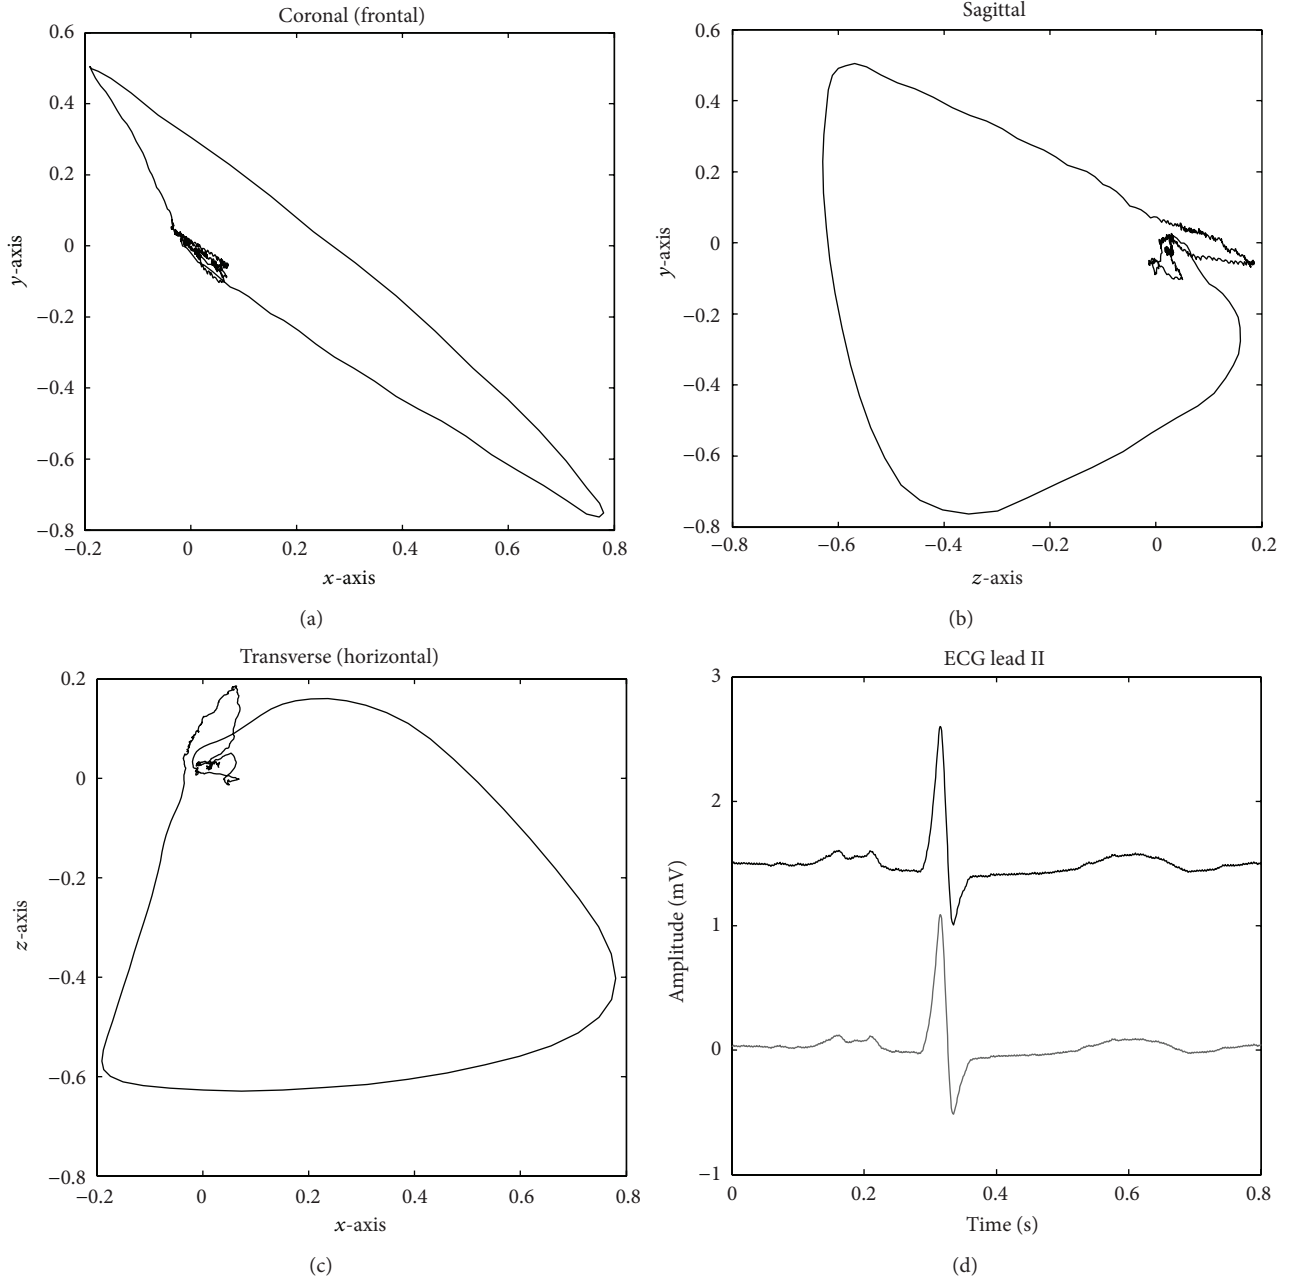 Coronal (frontal)
0.6
0.4
0.2
0
−0.2
−0.4
−0.6
−0.8
y-axis
−0.2 0 0.2 0.4 0.6 0.8
x-axis
(a)
Sagittal
0.6
0.4
0.2
0
−0.2
−0.4
−0.6
−0.8
y-axis
−0.8 −0.6 −0.4 −0.2 0 0.2
z-axis
(b)
Transverse (horizontal)
0.2
0
−0.2
−0.4
−0.6
−0.8
z-axis
−0.2 0 0.2 0.4 0.6 0.8
x-axis
(c)
ECG lead II
3
2
1
0
−1
Amplitude (mV)
0 0.2 0.4 0.6 0.8
Time (s)
(d)